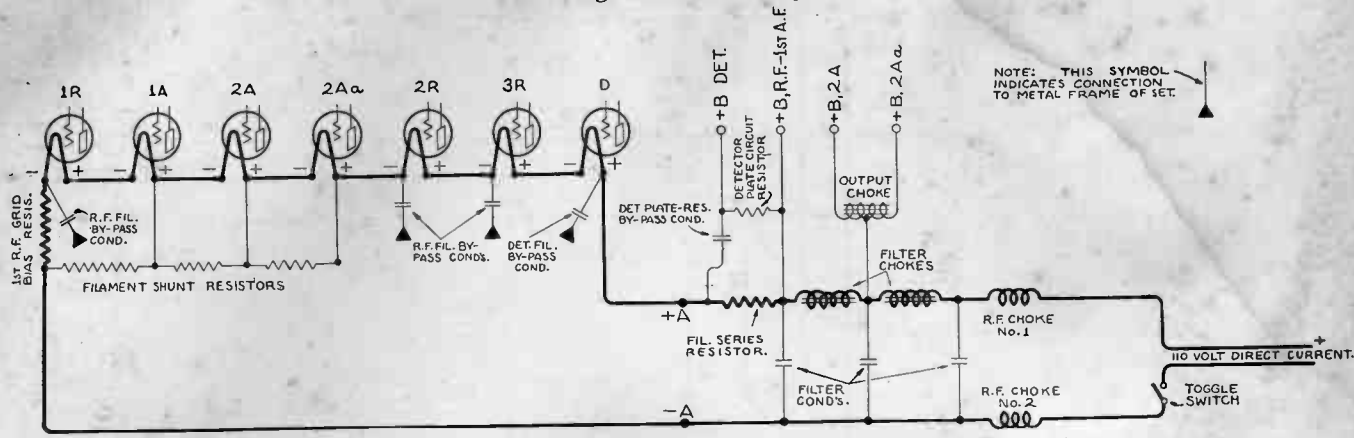 1R 1A 2A 2Aa 2R 3R D
- + - + - + - + - + - + - +
1ST R.F. GRID
BIAS RESIS.
R.F. FIL.
BY-PASS
COND.
FILAMENT SHUNT RESISTORS
R.F. FIL. BY-
PASS COND'S.
DET. FIL.
BY-PASS
COND.
+B DET.
+B, R.F.-1ST A.F.
+B, 2A
+B, 2Aa
DETECTOR
PLATE CIRCUIT
RESISTOR
DET PLATE-RES.
BY-PASS COND.
OUTPUT
CHOKE
FILTER
CHOKES
+A
FIL. SERIES
RESISTOR.
FILTER
COND'S.
-A
R.F. CHOKE
No.1
R.F. CHOKE
No.2
NOTE: THIS SYMBOL
INDICATES CONNECTION
TO METAL FRAME OF SET.
+
110 VOLT DIRECT CURRENT.
TOGGLE
SWITCH